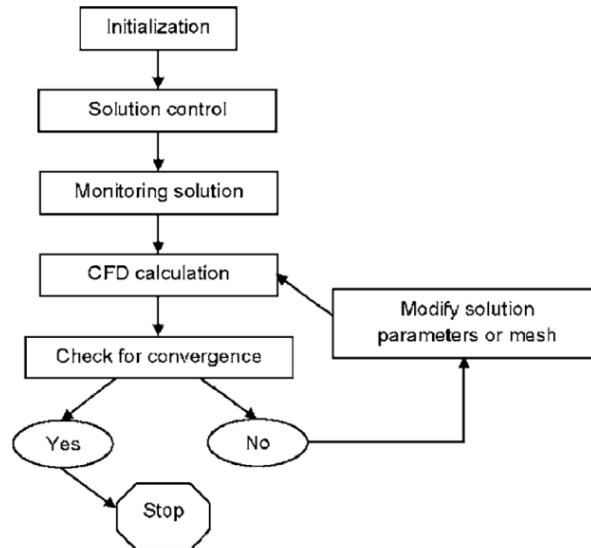 Initialization
Solution control
Monitoring solution
CFD calculation
Modify solution
parameters or mesh
Check for convergence
Yes
No
Stop